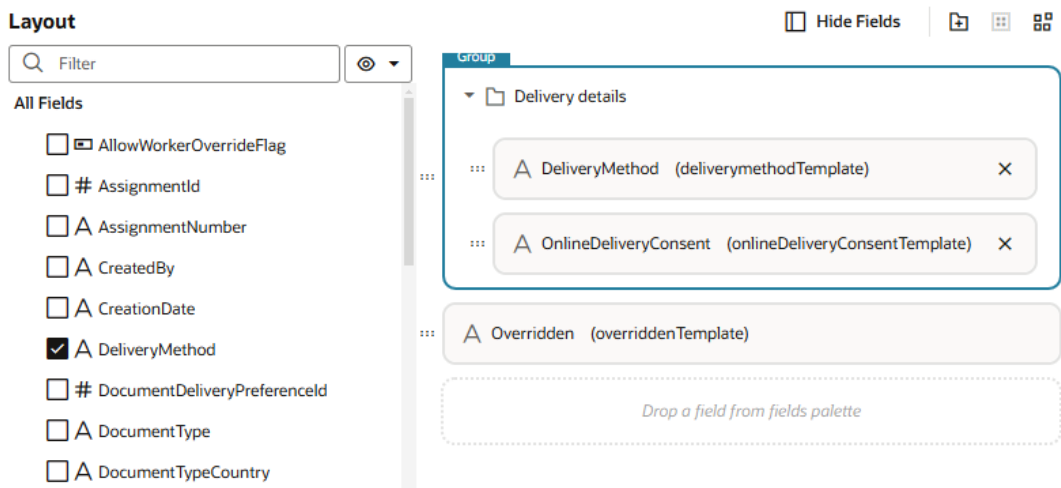 Layout
Hide Fields
Filter
All Fields
AllowWorkerOverrideFlag
# AssignmentId
A AssignmentNumber
A CreatedBy
A CreationDate
A DeliveryMethod
# DocumentDeliveryPreferenceId
A DocumentType
A DocumentTypeCountry
Group
Delivery details
A DeliveryMethod (deliverymethodTemplate)
A OnlineDeliveryConsent (onlineDeliveryConsentTemplate)
A Overridden (overriddenTemplate)
Drop a field from fields palette